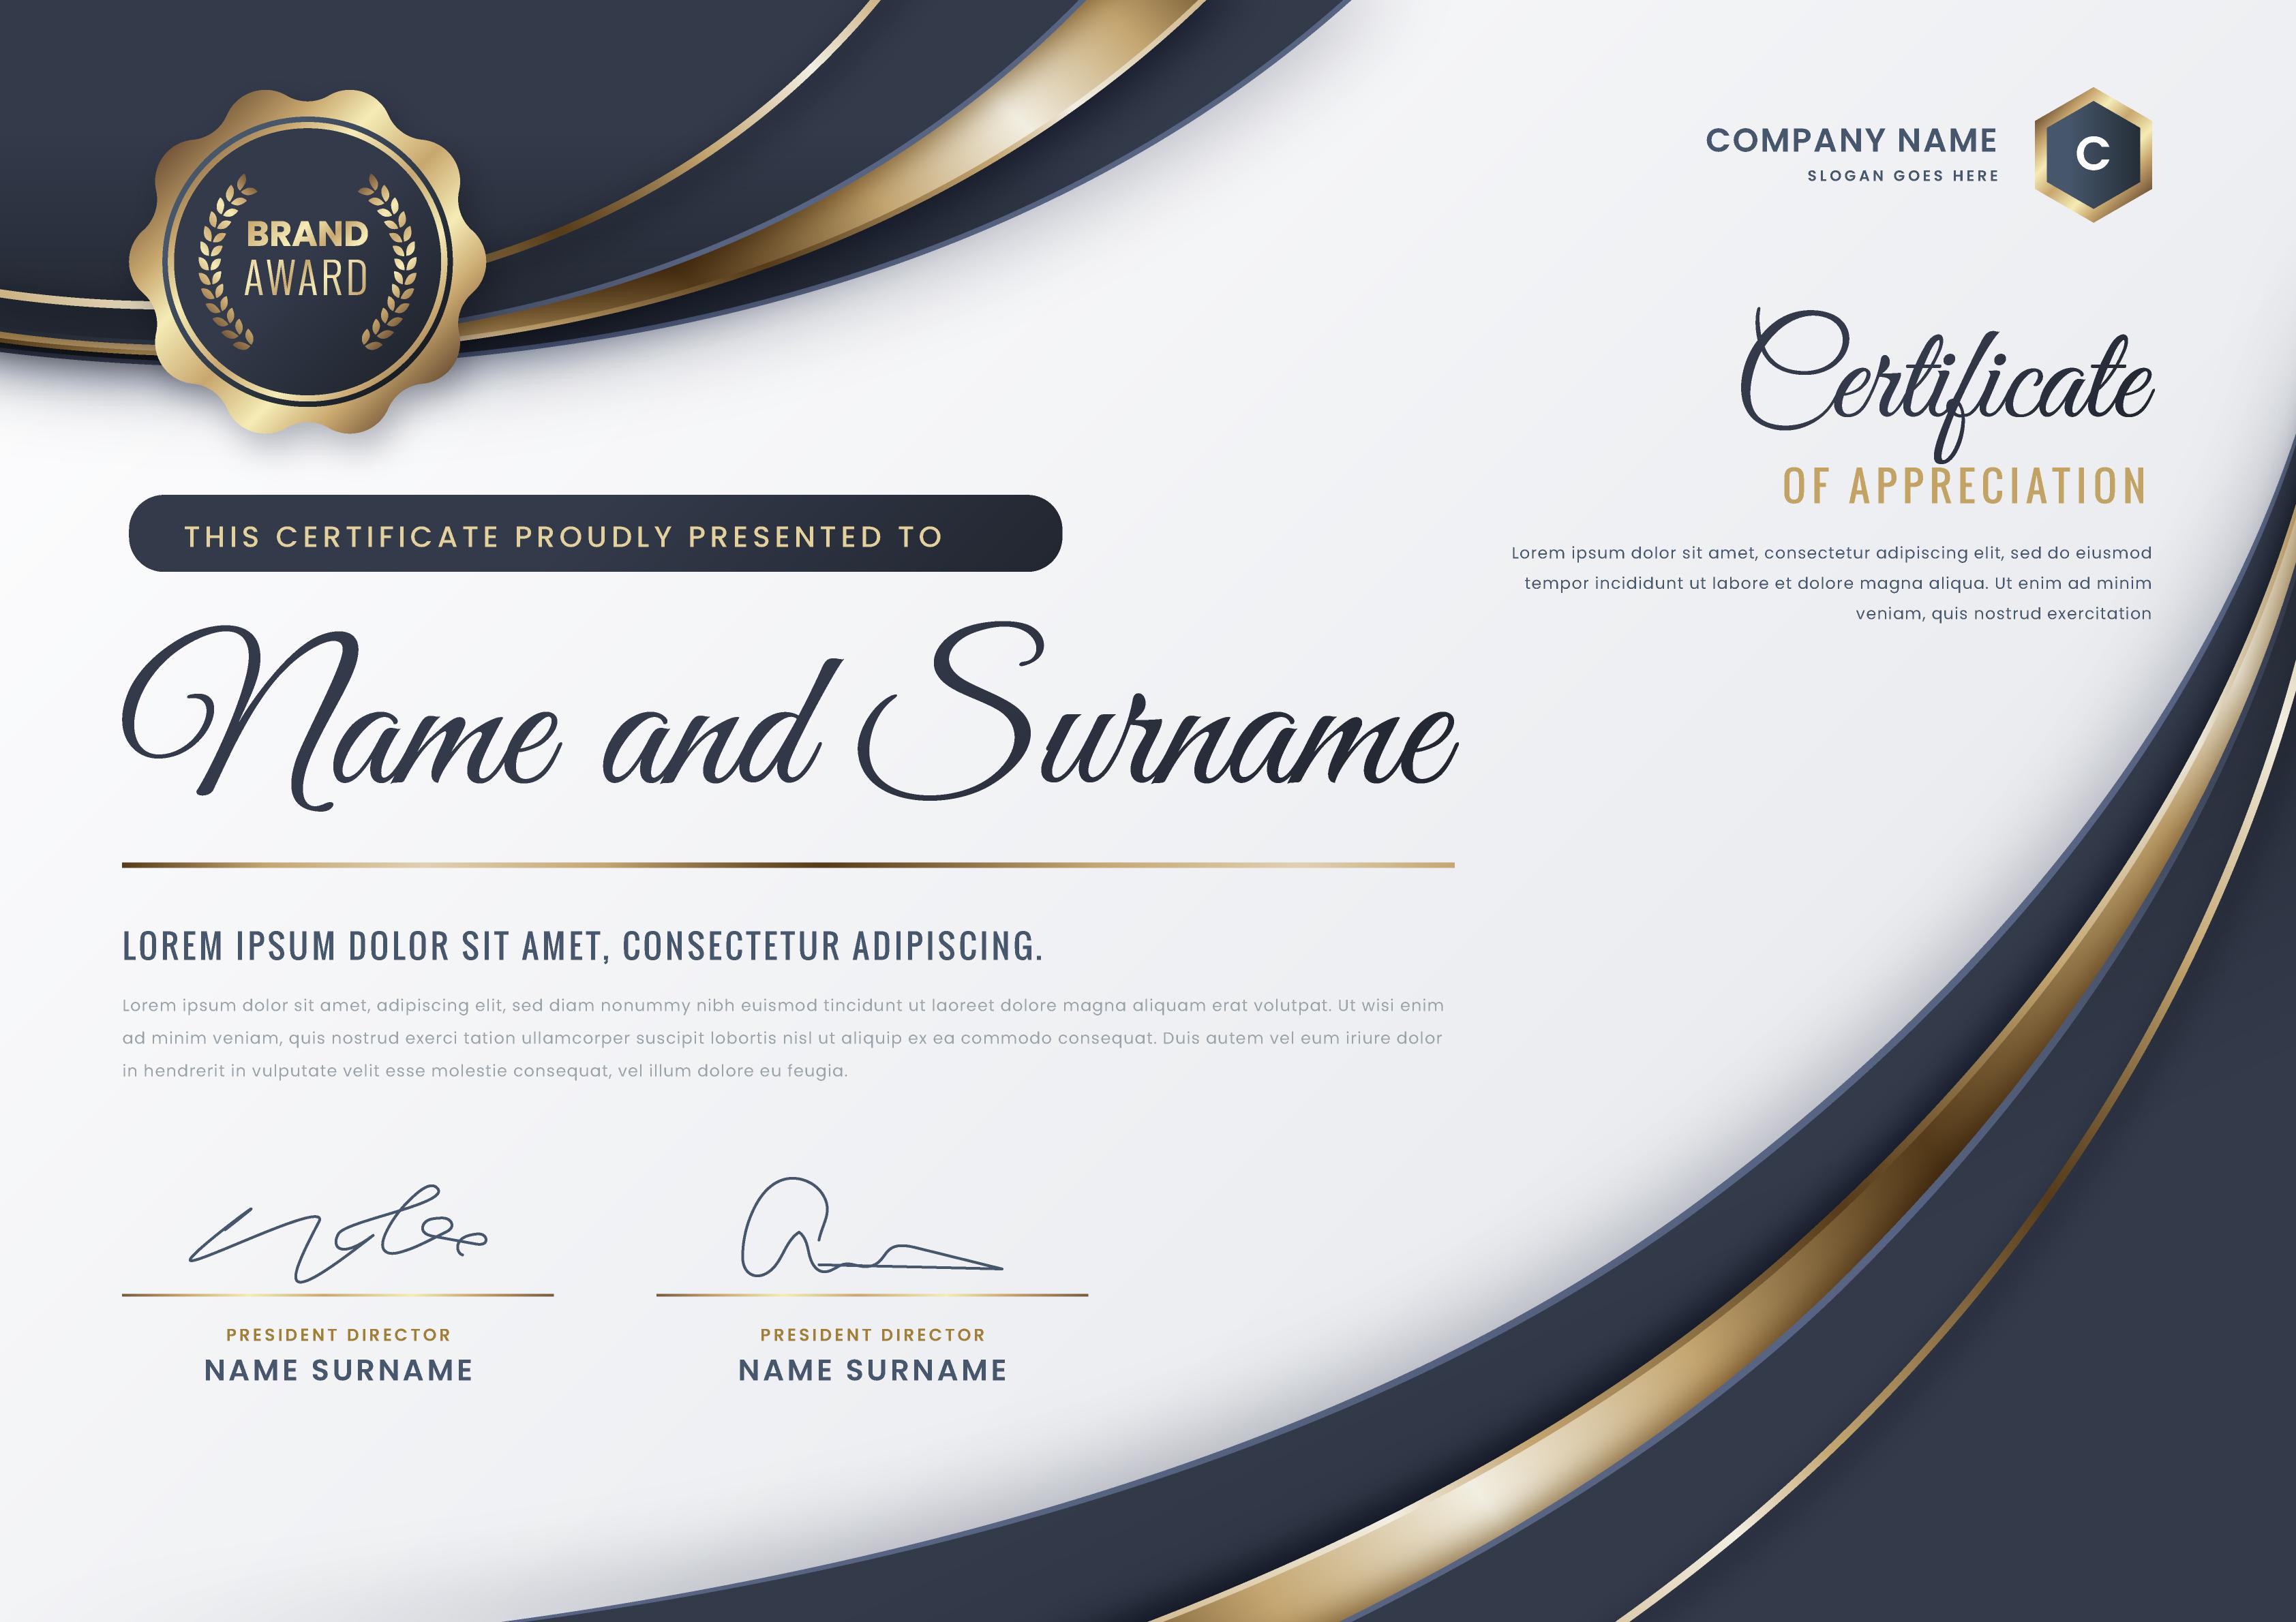 BRAND
AWARD
COMPANY NAME
SLOGAN GOES HERE
C
Certificate
OF APPRECIATION
Lorem ipsum dolor sit amet, consectetur adipiscing elit, sed do eiusmod
tempor incididunt ut labore et dolore magna aliqua. Ut enim ad minim
veniam, quis nostrud exercitation
THIS CERTIFICATE PROUDLY PRESENTED TO
Name and Surname
LOREM IPSUM DOLOR SIT AMET, CONSECTETUR ADIPISCING.
Lorem ipsum dolor sit amet, adipiscing elit, sed diam nonummy nibh euismod tincidunt ut laoreet dolore magna aliquam erat volutpat. Ut wisi enim
ad minim veniam, quis nostrud exerci tation ullamcorper suscipit lobortis nisl ut aliquip ex ea commodo consequat. Duis autem vel eum iriure dolor
in hendrerit in vulputate velit esse molestie consequat, vel illum dolore eu feugia.
PRESIDENT DIRECTOR
NAME SURNAME
PRESIDENT DIRECTOR
NAME SURNAME